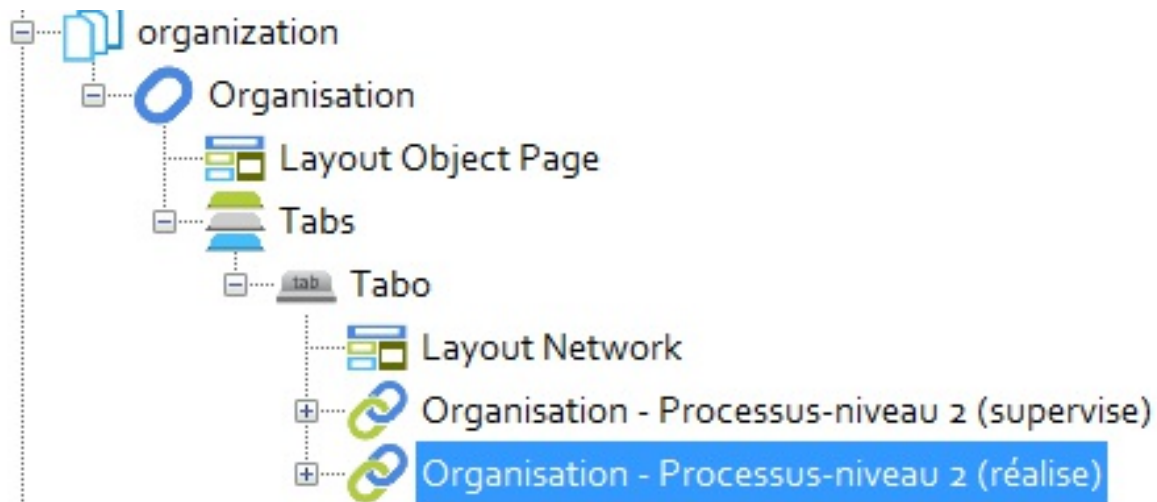 organization
Organisation
Layout Object Page
Tabs
tab Tab0
Layout Network
Organisation - Processus-niveau 2 (supervise)
Organisation - Processus-niveau 2 (réalise)